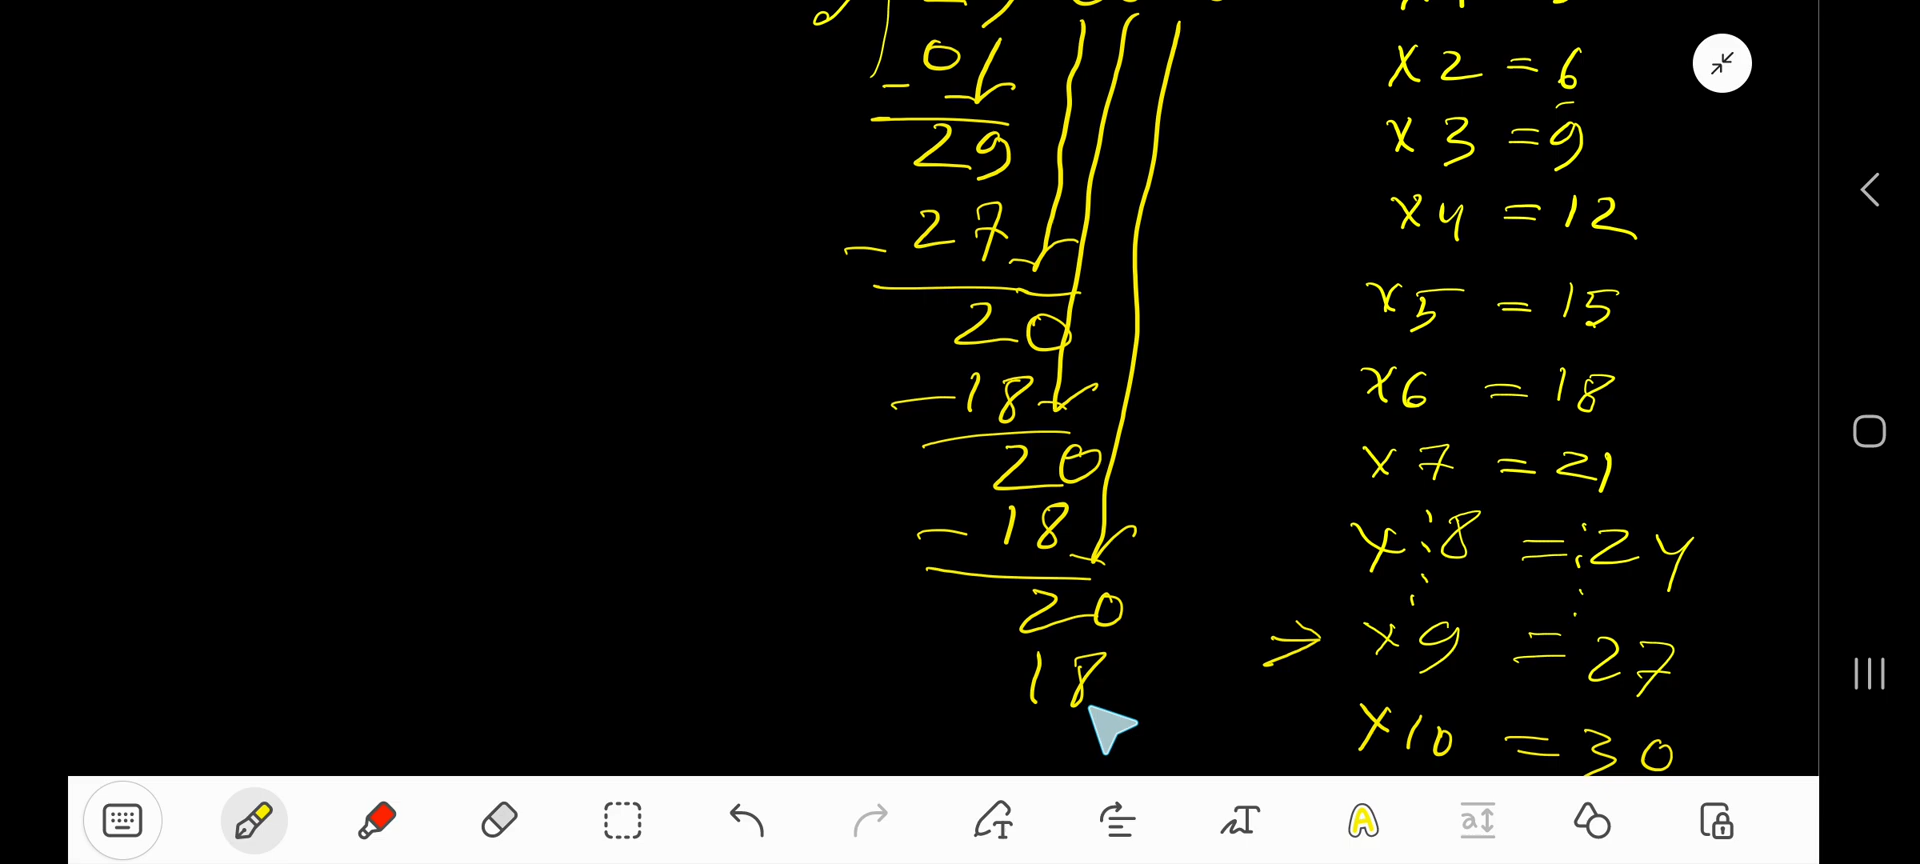 0
- 
29
- 27
20
- 18
20
- 18
20
18
x 2 = 6
x 3 = 9
x 4 = 12
x 5 = 15
x 6 = 18
x 7 = 21
x 8 = 24
> x 9 = 27
x 10 = 30
T
T
A
a